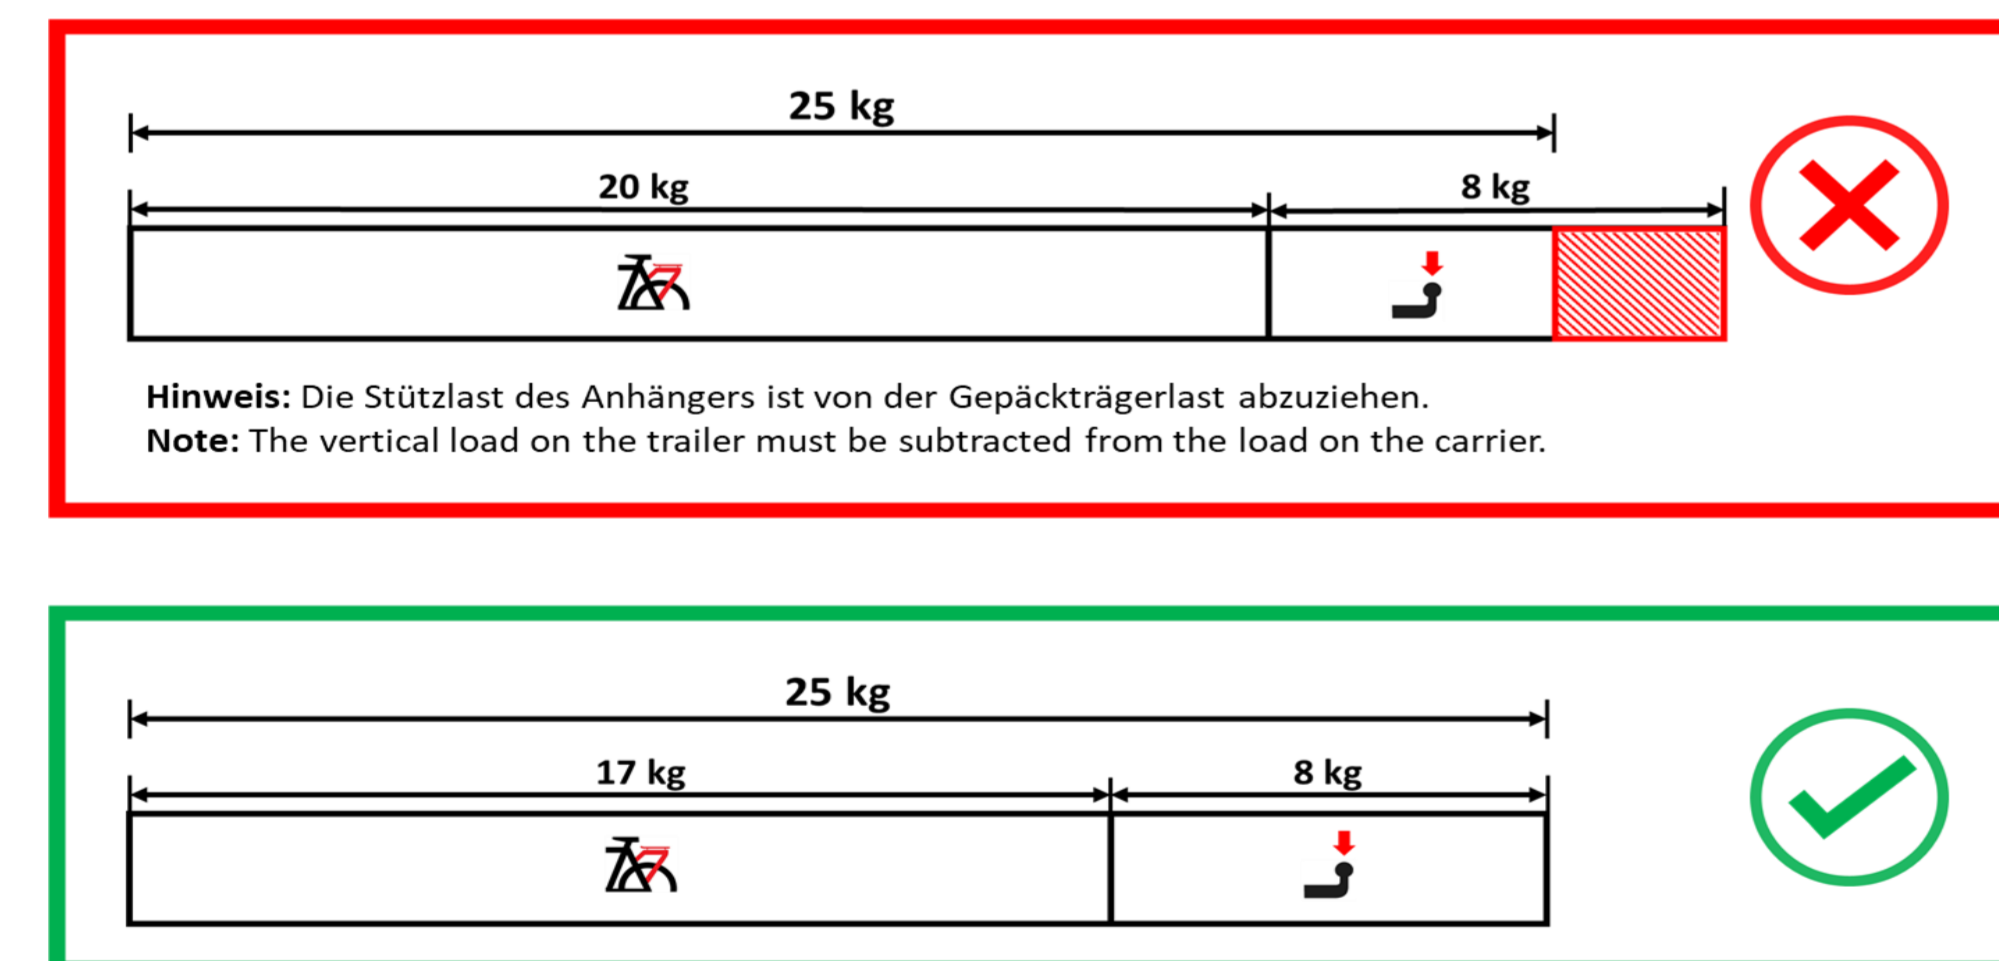 25 kg
20 kg 8 kg
Hinweis: Die Stützlast des Anhängers ist von der Gepäckträgerlast abzuziehen.
Note: The vertical load on the trailer must be subtracted from the load on the carrier.
25 kg
17 kg 8 kg